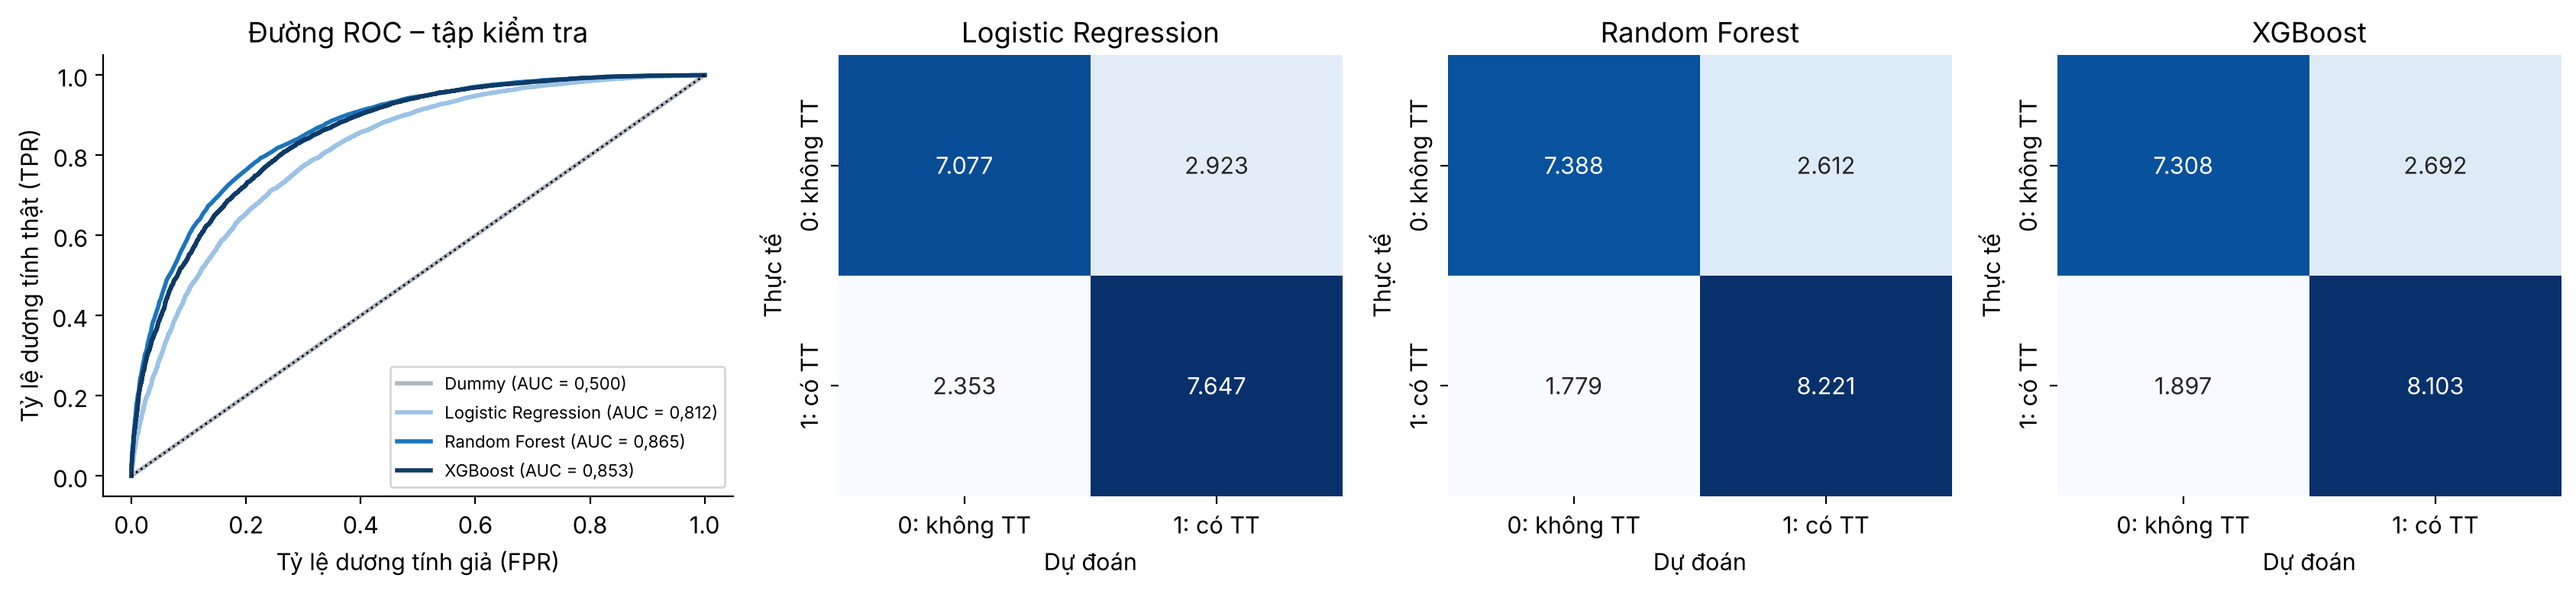 Đường ROC – tập kiểm tra
Tỷ lệ dương tính thật (TPR)
1.0
0.8
0.6
0.4
0.2
0.0
0.0 0.2 0.4 0.6 0.8 1.0
Tỷ lệ dương tính giả (FPR)
Dummy (AUC = 0,500)
Logistic Regression (AUC = 0,812)
Random Forest (AUC = 0,865)
XGBoost (AUC = 0,853)
Logistic Regression
Thực tế
0: không TT
1: có TT
7.077 2.923
2.353 7.647
0: không TT 1: có TT
Dự đoán
Random Forest
Thực tế
0: không TT
1: có TT
7.388 2.612
1.779 8.221
0: không TT 1: có TT
Dự đoán
XGBoost
Thực tế
0: không TT
1: có TT
7.308 2.692
1.897 8.103
0: không TT 1: có TT
Dự đoán